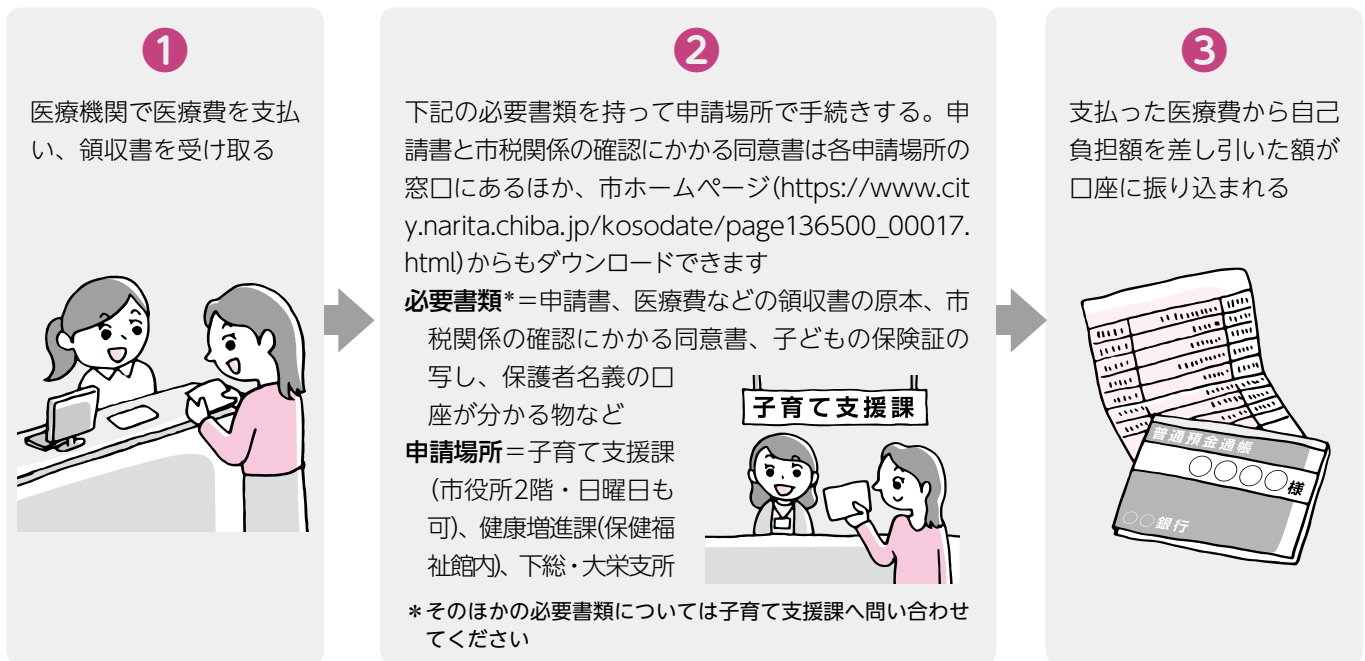 1
医療機関で医療費を支払
い、領収書を受け取る
2
下記の必要書類を持って申請場所で手続きする。申
請書と市税関係の確認にかかる同意書は各申請場所の
窓口にあるほか、市ホームページ(https://www.cit
y.narita.chiba.jp/kosodate/page136500_00017.
html)からもダウンロードできます
必要書類*＝申請書、医療費などの領収書の原本、市
税関係の確認にかかる同意書、子どもの保険証の
写し、保護者名義の口
座が分かる物など
申請場所＝子育て支援課
(市役所2階・日曜日も
可)、健康増進課(保健福
祉館内)、下総・大栄支所
子育て支援課
*そのほかの必要書類については子育て支援課へ問い合わせ
てください
3
支払った医療費から自己
負担額を差し引いた額が
口座に振り込まれる
普通預金通帳
○○○○様
○○銀行